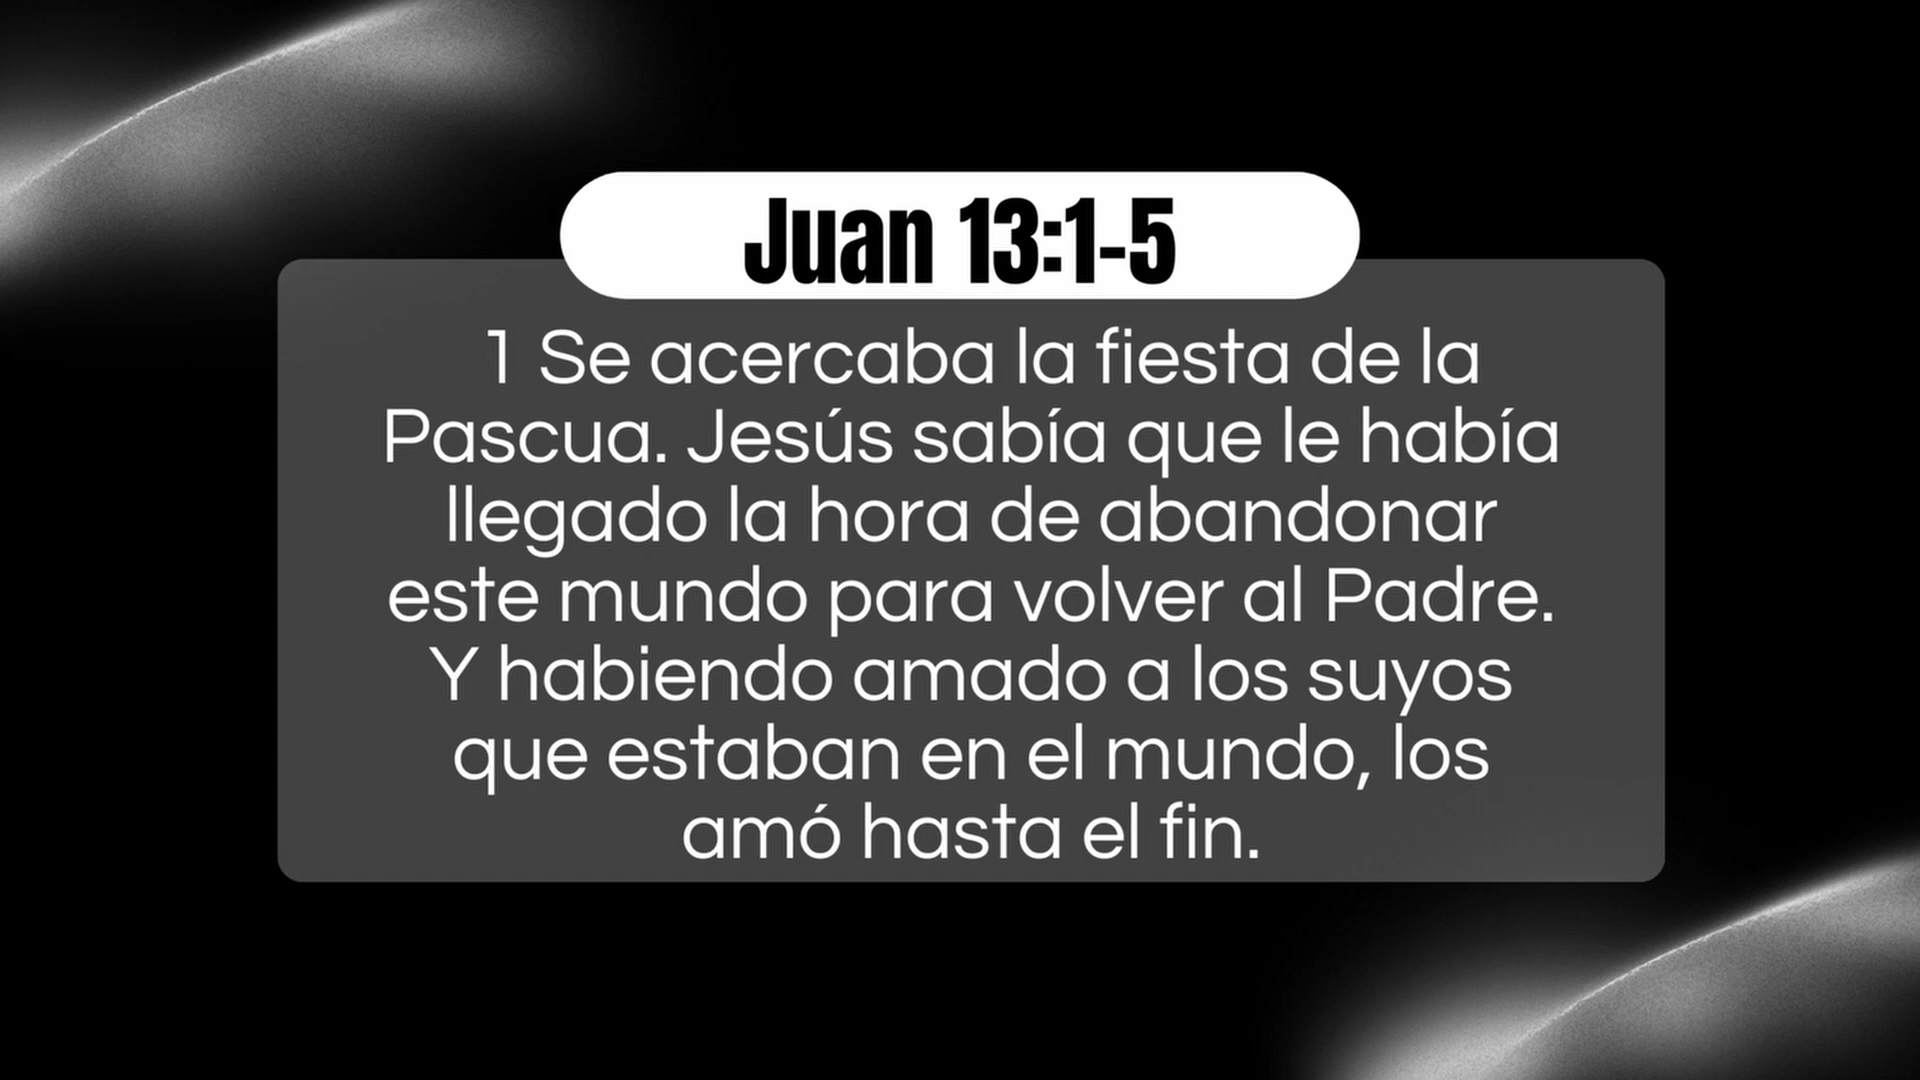 Juan 13:1-5
1 Se acercaba la fiesta de la
Pascua. Jesús sabía que le había
llegado la hora de abandonar
este mundo para volver al Padre.
Y habiendo amado a los suyos
que estaban en el mundo, los
amó hasta el fin.